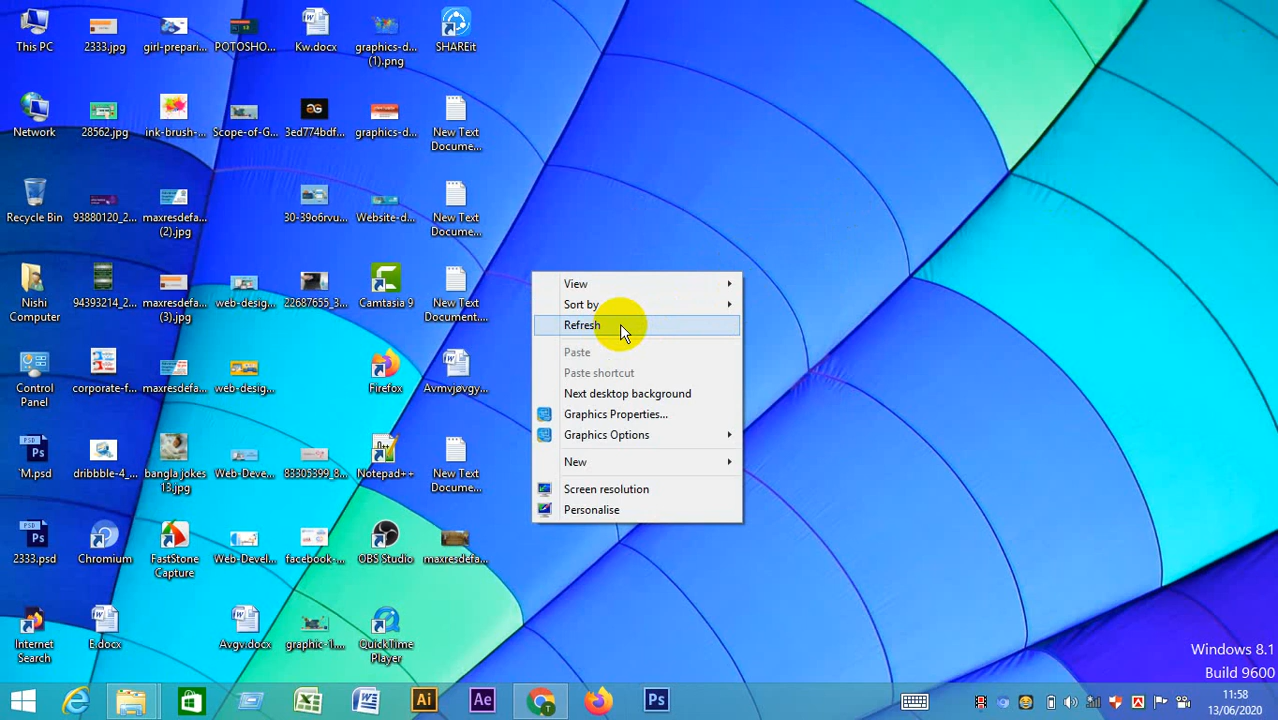 This PC
2333.jpg
girl-prepari...
POTOSHO...
Kw.docx
graphics-d...
(1).png
SHAREit
Network
28562.jpg
ink-brush-...
Scope-of-G...
3ed774bdf...
graphics-d...
New Text
Docume...
Recycle Bin
93880120_2...
maxresdefa...
(2).jpg
30-39o6rvu...
Website-d...
New Text
Docume...
Nishi
Computer
94393214_2...
maxresdefa...
(3).jpg
web-desig...
22687655_3...
Camtasia 9
New Text
Document....
Control
Panel
corporate-f...
maxresdefa...
web-desig...
Firefox
Avmvjøvgy...
`M.psd
dribbble-4_...
bangla jokes
13.jpg
Web-Deve...
83305399_8...
Notepad++
New Text
Docume...
2333.psd
Chromium
FastStone
Capture
Web-Devel...
facebook-...
OBS Studio
maxresdefa...
Internet
Search
E.docx
Avgv.docx
graphic-1....
QuickTime
Player
View
Sort by
Refresh
Paste
Paste shortcut
Next desktop background
Graphics Properties...
Graphics Options
New
Screen resolution
Personalise
Windows 8.1
Build 9600
Ai
Ae
Ps
11:58
13/06/2020